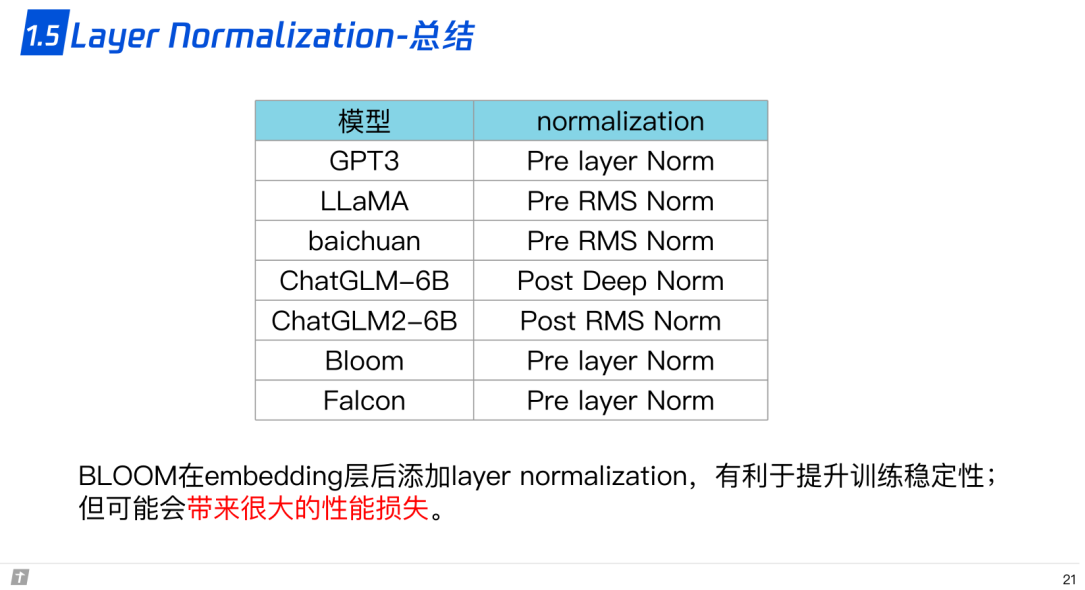 1.5 Layer Normalization-总结
模型 normalization
GPT3 Pre layer Norm
LLaMA Pre RMS Norm
baichuan Pre RMS Norm
ChatGLM-6B Post Deep Norm
ChatGLM2-6B Post RMS Norm
Bloom Pre layer Norm
Falcon Pre layer Norm
BLOOM在embedding层后添加layer normalization，有利于提升训练稳定性；
但可能会带来很大的性能损失。
21